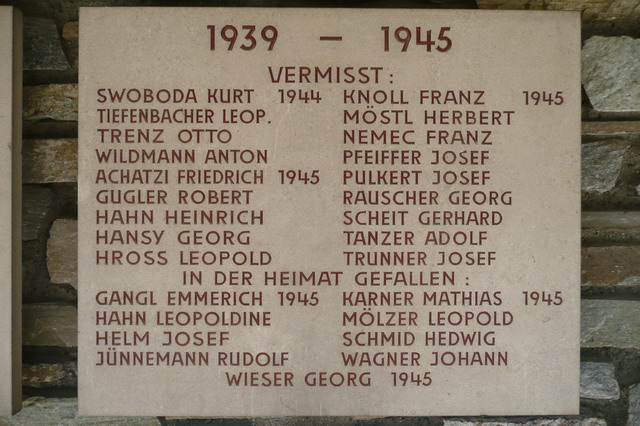 1939 – 1945
VERMISST:
SWOBODA KURT 1944 KNOLL FRANZ 1945
TIEFENBACHER LEOP. MÖSTL HERBERT
TRENZ OTTO NEMEC FRANZ
WILDMANN ANTON PFEIFFER JOSEF
ACHATZI FRIEDRICH 1945 PULKERT JOSEF
GUGLER ROBERT RAUSCHER GEORG
HAHN HEINRICH SCHEIT GERHARD
HANSY GEORG TANZER ADOLF
HROSS LEOPOLD TRUNNER JOSEF
IN DER HEIMAT GEFALLEN:
GANGL EMMERICH 1945 KARNER MATHIAS 1945
HAHN LEOPOLDINE MÖLZER LEOPOLD
HELM JOSEF SCHMID HEDWIG
JÜNNEMANN RUDOLF WAGNER JOHANN
WIESER GEORG 1945